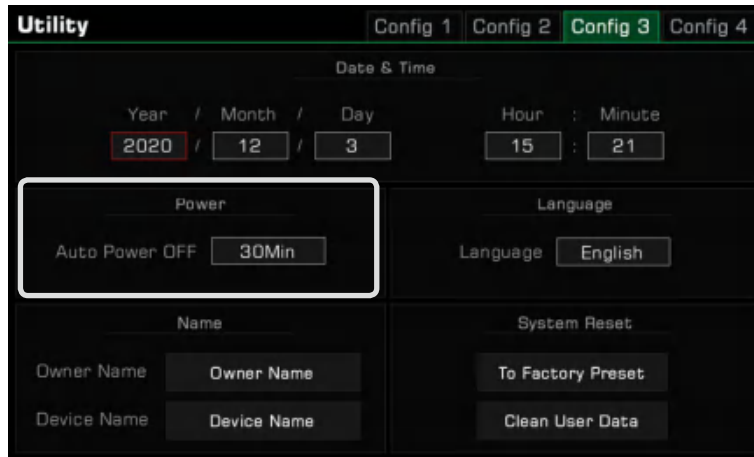 Utility Config 1 Config 2 Config 3 Config 4
Date & Time
Year / Month / Day Hour : Minute
2020 / 12 / 3 15 : 21
Power Language
Auto Power OFF 30Min Language English
Name System Reset
Owner Name Owner Name To Factory Preset
Device Name Device Name Clean User Data